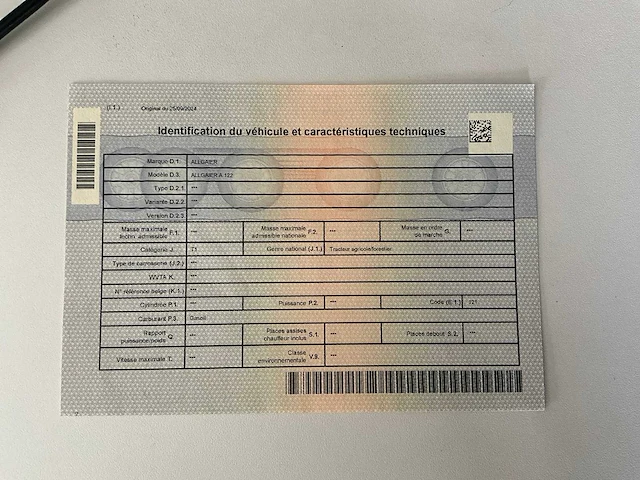 (I.1.) Original du 25/09/2024
Identification du véhicule et caractéristiques techniques
Marque D.1. ALLGAIER
Modèle D.3. ALLGAIER A 122
Type D.2.1. ---
Variante D.2.2. ---
Version D.2.3. ---
Masse maximale techn. admissible F.1. --- Masse maximale admissible nationale F.2. --- Masse en ordre de marche G. ---
Catégorie J. T1 Genre national (J.1.) Tracteur agricole/forestier
Type de carrosserie (J.2.) ---
WVTA K. ---
N° référence belge (K.1.) ---
Cylindrée P.1. --- Puissance P.2. --- Code (E.1.) 121
Carburant P.3. Diesel
Rapport puissance/poids Q. --- Places assises chauffeur inclus S.1. --- Places debout S.2. ---
Vitesse maximale T. --- Classe environnementale V.9. ---